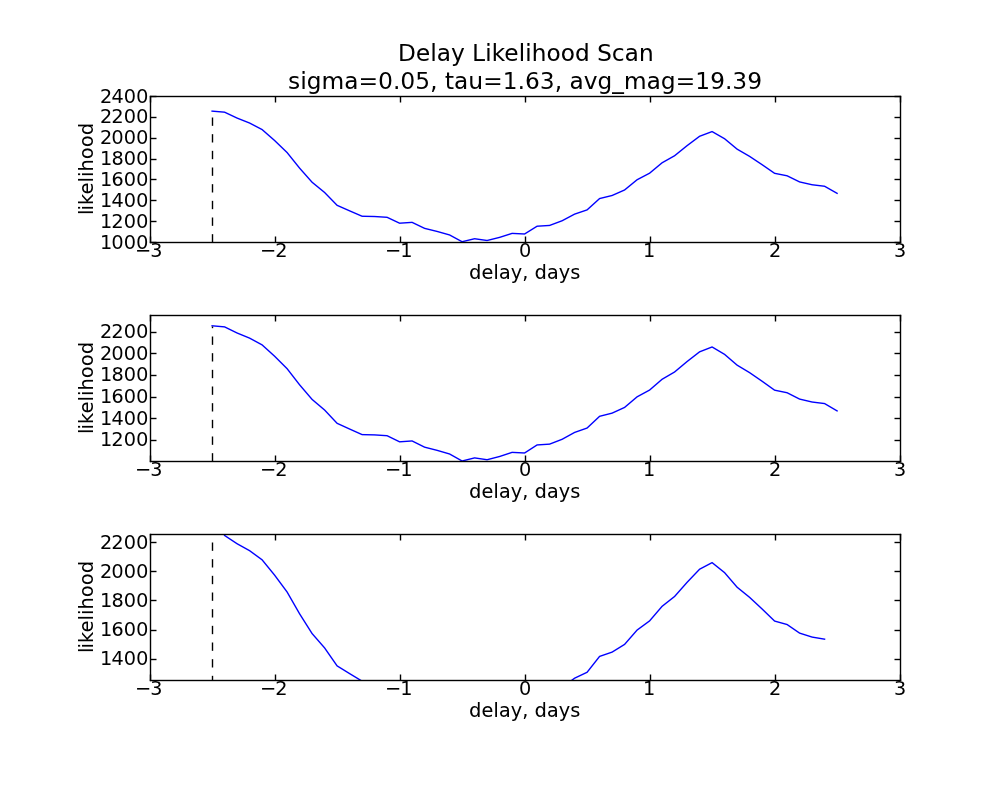 Delay Likelihood Scan
sigma=0.05, tau=1.63, avg_mag=19.39
2400
2200
2000
1800
1600
1400
1200
1000
likelihood
−3 −2 −1 0 1 2 3
delay, days
2200
2000
1800
1600
1400
1200
likelihood
−3 −2 −1 0 1 2 3
delay, days
2200
2000
1800
1600
1400
likelihood
−3 −2 −1 0 1 2 3
delay, days